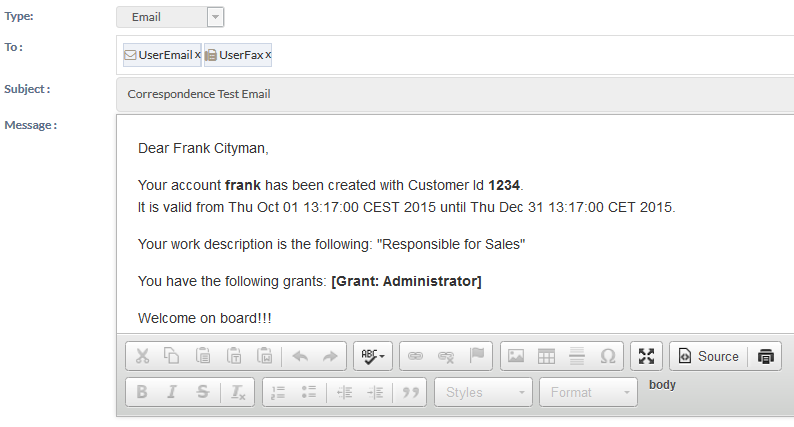 Type: Email
To : UserEmail x UserFax x
Subject : Correspondence Test Email
Message :
Dear Frank Cityman,
Your account frank has been created with Customer Id 1234.
It is valid from Thu Oct 01 13:17:00 CEST 2015 until Thu Dec 31 13:17:00 CET 2015.
Your work description is the following: "Responsible for Sales"
You have the following grants: [Grant: Administrator]
Welcome on board!!!
ABC Ω Source
B I S Ix Styles Format body